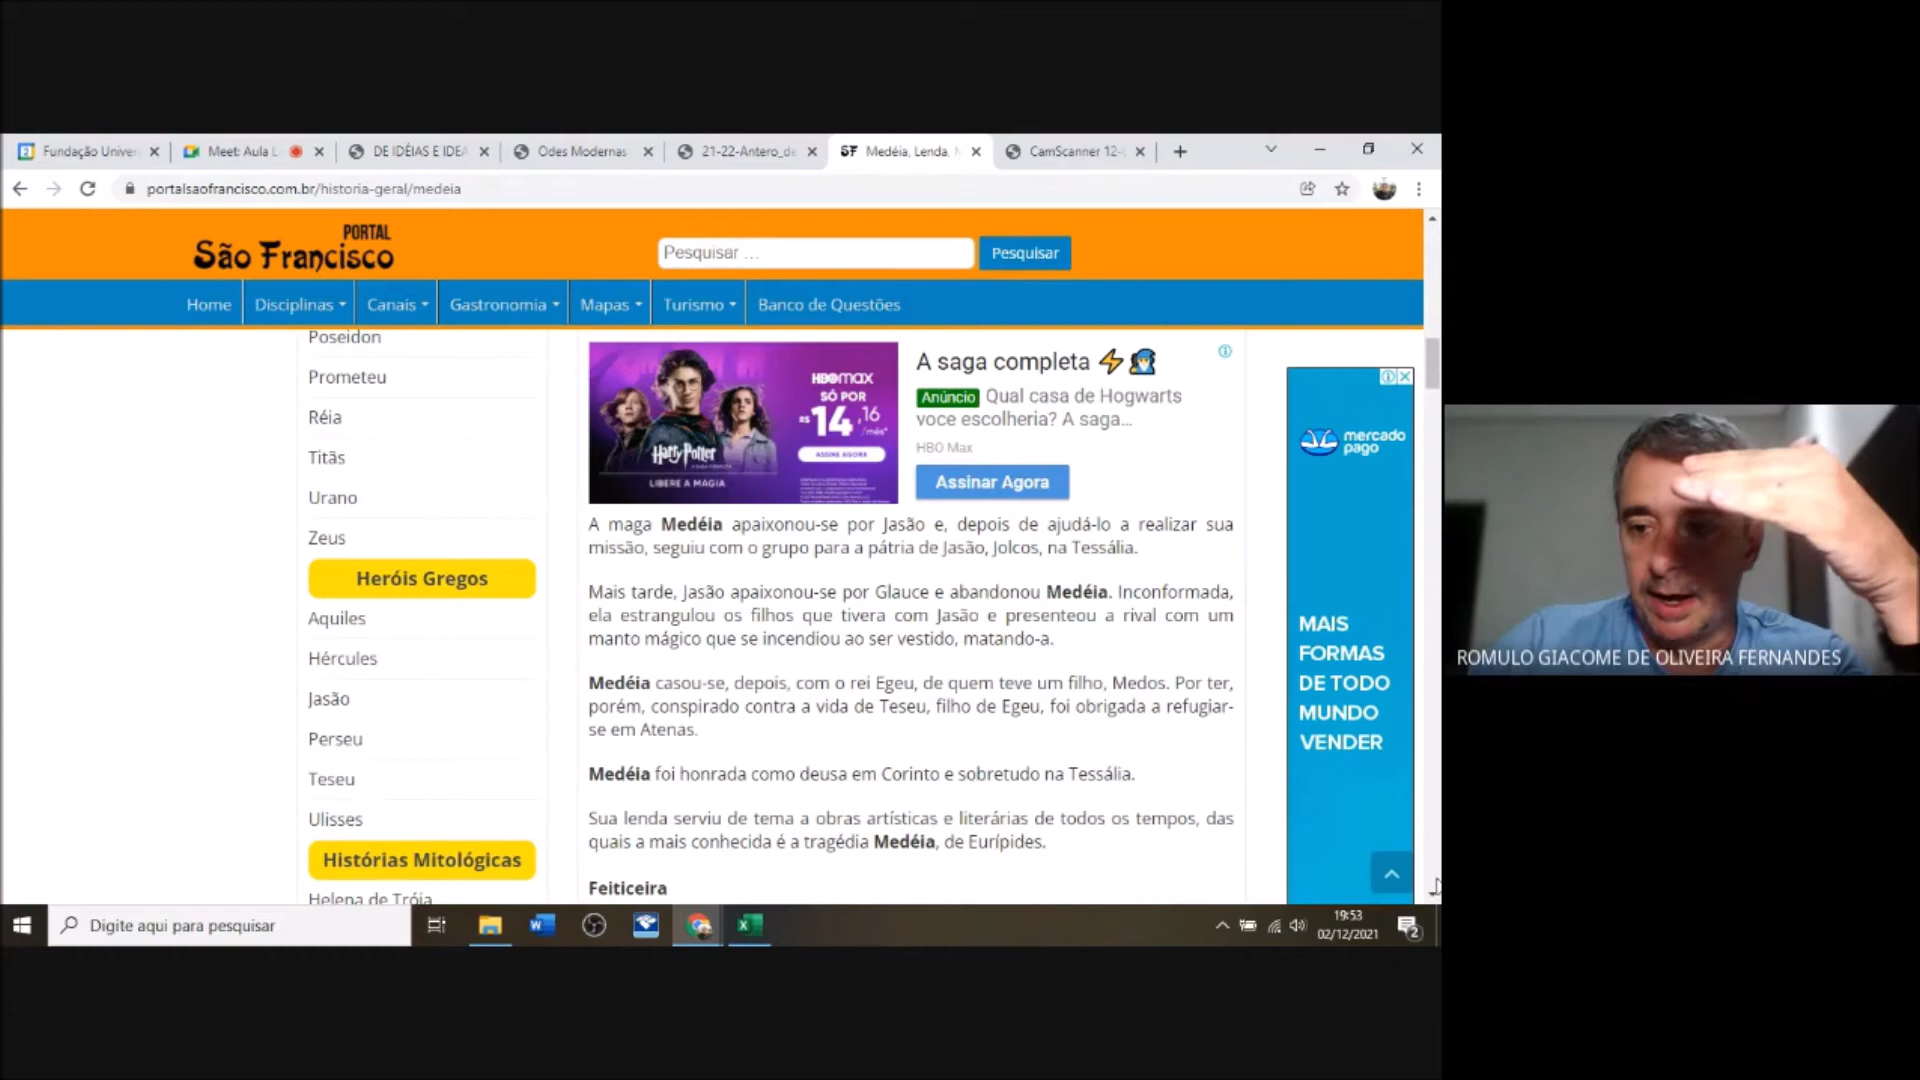 Fundação Univer
Meet: Aula L
DE IDÉIAS E IDEA
Odes Modernas
21-22-Antero_de
Medéia, Lenda,
CamScanner 12-
portalsaofrancisco.com.br/historia-geral/medeia
PORTAL
São Francisco
Pesquisar ...
Pesquisar
Home
Disciplinas
Canais
Gastronomia
Mapas
Turismo
Banco de Questões
Poseidon
Prometeu
Réia
Titãs
Urano
Zeus
Heróis Gregos
Aquiles
Hércules
Jasão
Perseu
Teseu
Ulisses
Histórias Mitológicas
Helena de Tróia
HBOMAX
SÓ POR
R$ 14,16
/mês*
ASSINE AGORA
Harry Potter
A SAGA COMPLETA
LIBERE A MAGIA
A saga completa
Anúncio Qual casa de Hogwarts
voce escolheria? A saga...
HBO Max
Assinar Agora
A maga Medéia apaixonou-se por Jasão e, depois de ajudá-lo a realizar sua
missão, seguiu com o grupo para a pátria de Jasão, Jolcos, na Tessália.
Mais tarde, Jasão apaixonou-se por Glauce e abandonou Medéia. Inconformada,
ela estrangulou os filhos que tivera com Jasão e presenteou a rival com um
manto mágico que se incendiou ao ser vestido, matando-a.
Medéia casou-se, depois, com o rei Egeu, de quem teve um filho, Medos. Por ter,
porém, conspirado contra a vida de Teseu, filho de Egeu, foi obrigada a refugiar-
se em Atenas.
Medéia foi honrada como deusa em Corinto e sobretudo na Tessália.
Sua lenda serviu de tema a obras artísticas e literárias de todos os tempos, das
quais a mais conhecida é a tragédia Medéia, de Eurípides.
Feiticeira
mercado
pago
MAIS
FORMAS
DE TODO
MUNDO
VENDER
ROMULO GIACOME DE OLIVEIRA FERNANDES
Digite aqui para pesquisar
19:53
02/12/2021
2